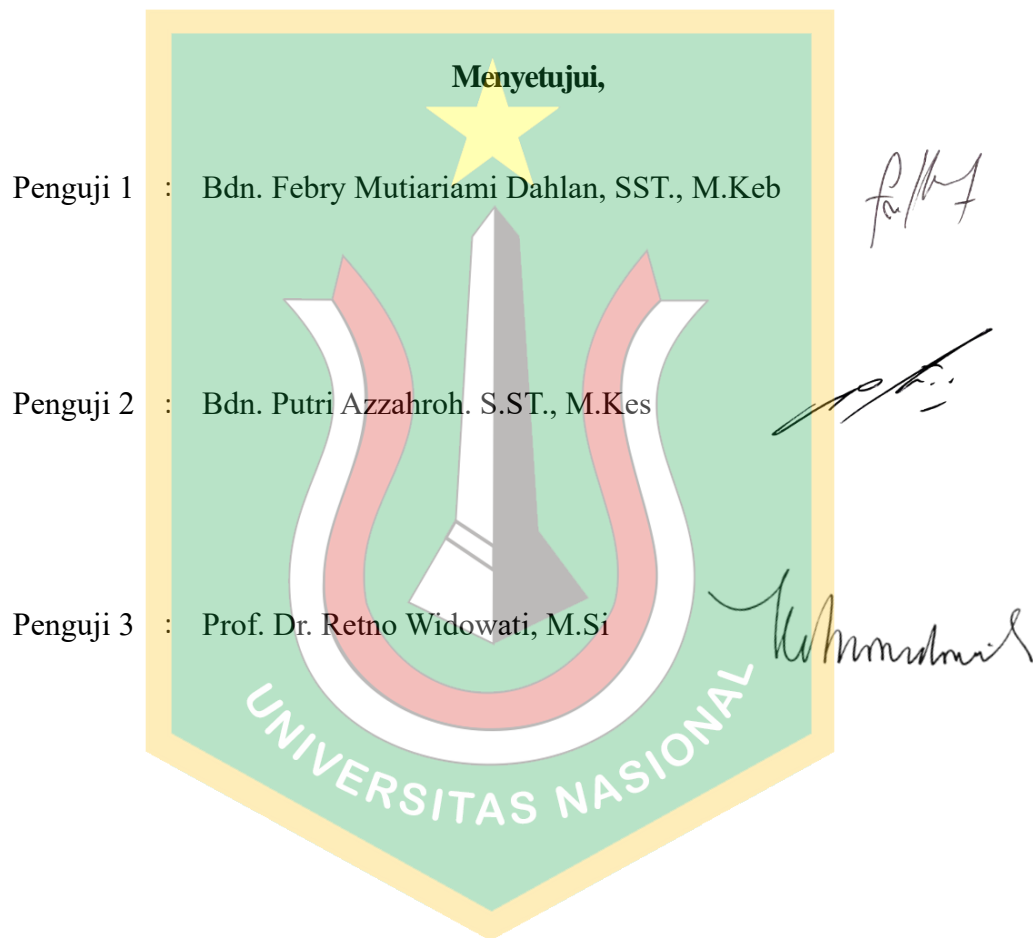 Menyetujui,
Penguji 1 : Bdn. Febry Mutiariami Dahlan, SST., M.Keb
Penguji 2 : Bdn. Putri Azzahroh. S.ST., M.Kes
Penguji 3 : Prof. Dr. Retno Widowati, M.Si
UNIVERSITAS NASIONAL